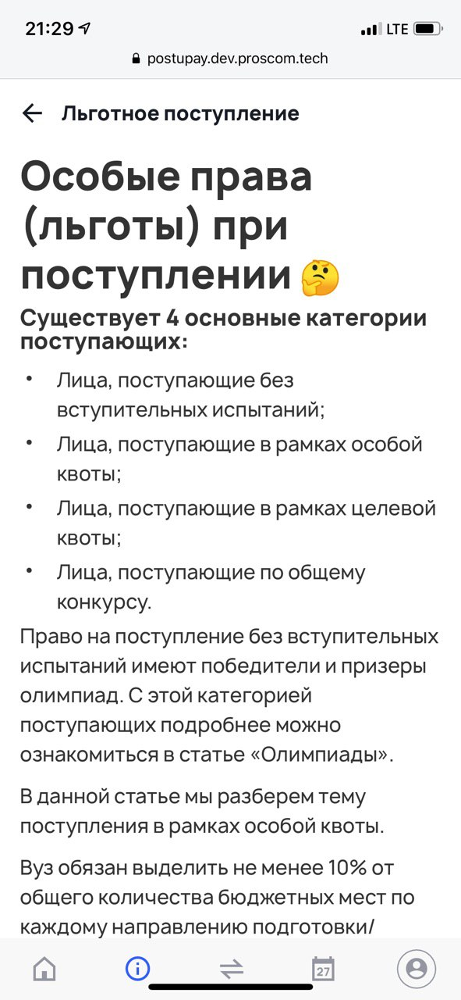 21:29
LTE
postupay.dev.proscom.tech
Льготное поступление
Особые права
(льготы) при
поступлении 🤔
Существует 4 основные категории
поступающих:
• Лица, поступающие без
вступительных испытаний;
• Лица, поступающие в рамках особой
квоты;
• Лица, поступающие в рамках целевой
квоты;
• Лица, поступающие по общему
конкурсу.
Право на поступление без вступительных
испытаний имеют победители и призеры
олимпиад. С этой категорией
поступающих подробнее можно
ознакомиться в статье «Олимпиады».
В данной статье мы разберем тему
поступления в рамках особой квоты.
Вуз обязан выделить не менее 10% от
общего количества бюджетных мест по
каждому направлению подготовки/
27